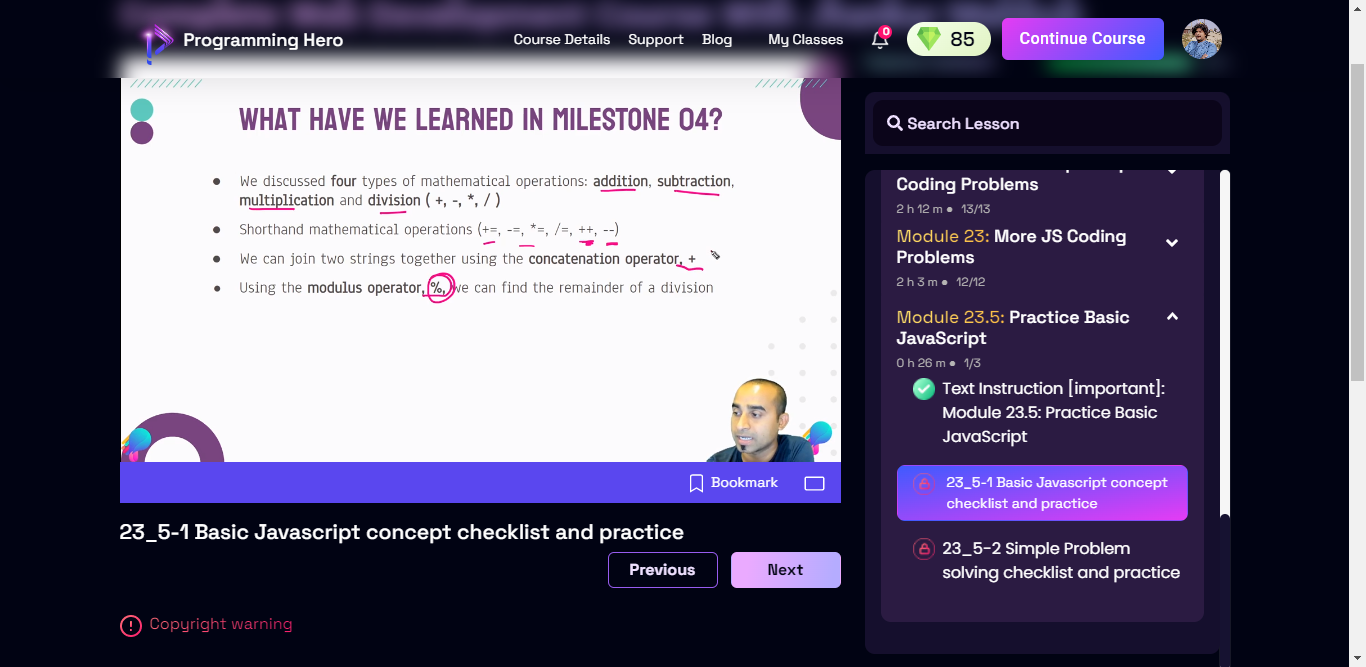 Programming Hero
Course Details
Support
Blog
My Classes
0
85
Continue Course
WHAT HAVE WE LEARNED IN MILESTONE 04?
We discussed four types of mathematical operations: addition, subtraction,
multiplication and division ( +, -, *, / )
Shorthand mathematical operations (+=, -=, *=, /=, ++, --)
We can join two strings together using the concatenation operator, +
Using the modulus operator, %, we can find the remainder of a division
Bookmark
23_5-1 Basic Javascript concept checklist and practice
Previous
Next
Copyright warning
Search Lesson
Coding Problems
2 h 12 m ● 13/13
Module 23: More JS Coding
Problems
2 h 3 m ● 12/12
Module 23.5: Practice Basic
JavaScript
0 h 26 m ● 1/3
Text Instruction [important]:
Module 23.5: Practice Basic
JavaScript
23_5-1 Basic Javascript concept
checklist and practice
23_5-2 Simple Problem
solving checklist and practice